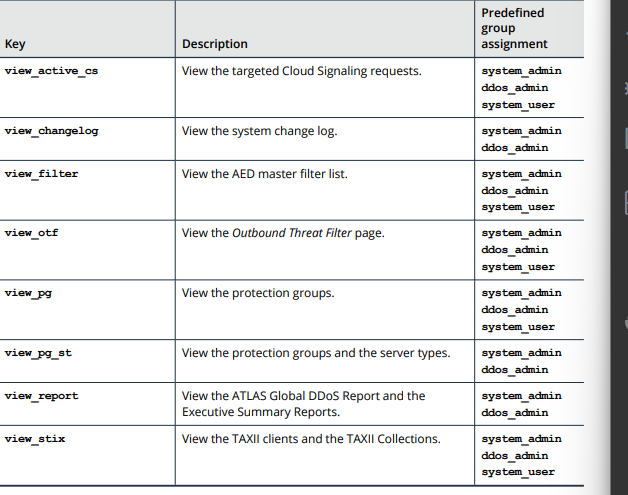 Predefined
group
Key Description assignment
view_active_cs View the targeted Cloud Signaling requests. system_admin
ddos_admin
system_user
view_changelog View the system change log. system_admin
ddos_admin
view_filter View the AED master filter list. system_admin
ddos_admin
system_user
view_otf View the Outbound Threat Filter page. system_admin
ddos_admin
system_user
view_pg View the protection groups. system_admin
ddos_admin
system_user
view_pg_st View the protection groups and the server types. system_admin
ddos_admin
view_report View the ATLAS Global DDoS Report and the system_admin
Executive Summary Reports. ddos_admin
view_stix View the TAXII clients and the TAXII Collections. system_admin
ddos_admin
system_user